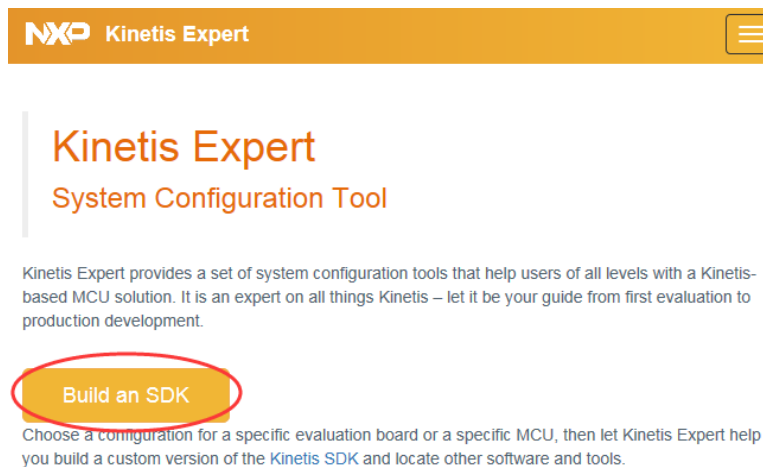 NXP Kinetis Expert
Kinetis Expert
System Configuration Tool
Kinetis Expert provides a set of system configuration tools that help users of all levels with a Kinetis-
based MCU solution. It is an expert on all things Kinetis – let it be your guide from first evaluation to
production development.
Build an SDK
Choose a configuration for a specific evaluation board or a specific MCU, then let Kinetis Expert help
you build a custom version of the Kinetis SDK and locate other software and tools.